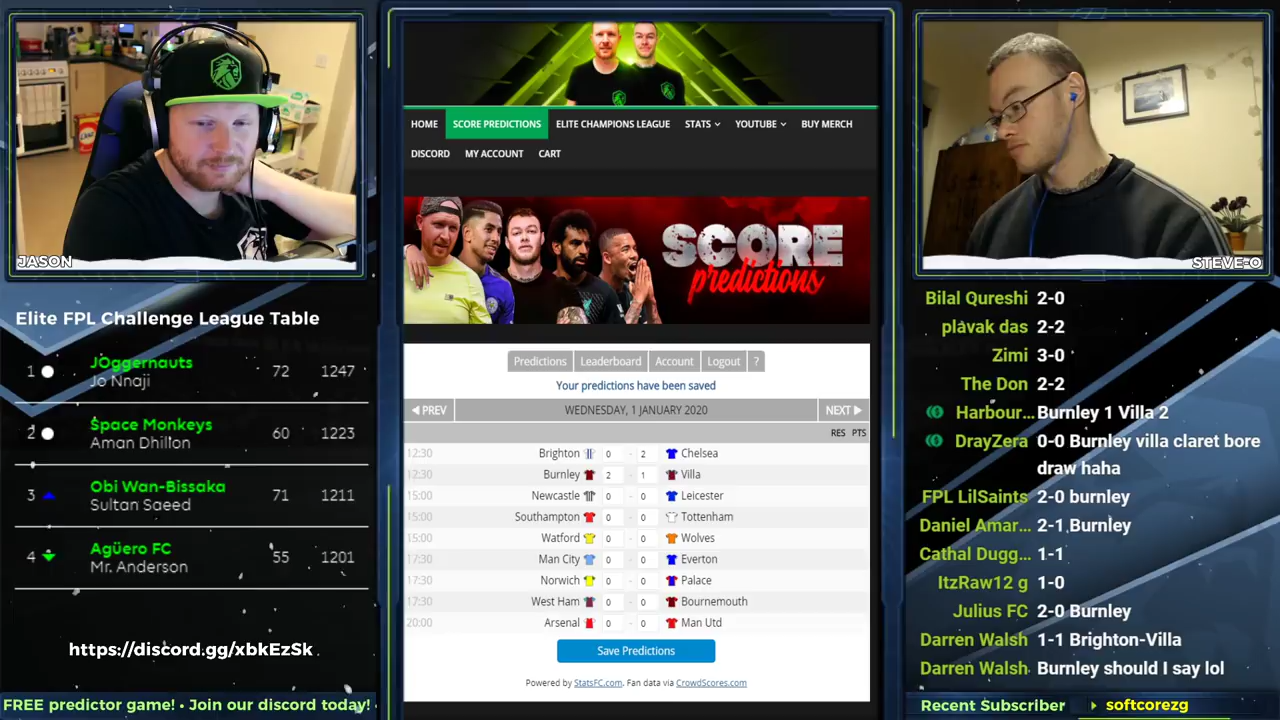 JASON
Elite FPL Challenge League Table
1 JOggernauts 72 1247
Jo Nnaji
2 Space Monkeys 60 1223
Aman Dhillon
3 Obi Wan-Bissaka 71 1211
Sultan Saeed
4 Agüero FC 55 1201
Mr. Anderson
https://discord.gg/xbkEzSk
FREE predictor game! • Join our discord today! •
HOME SCORE PREDICTIONS ELITE CHAMPIONS LEAGUE STATS YOUTUBE BUY MERCH
DISCORD MY ACCOUNT CART
SCORE
predictions
Predictions Leaderboard Account Logout ?
Your predictions have been saved
PREV WEDNESDAY, 1 JANUARY 2020 NEXT
RES PTS
12:30 Brighton 0 - 2 Chelsea
12:30 Burnley 2 - 1 Villa
15:00 Newcastle 0 - 0 Leicester
15:00 Southampton 0 - 0 Tottenham
15:00 Watford 0 - 0 Wolves
17:30 Man City 0 - 0 Everton
17:30 Norwich 0 - 0 Palace
17:30 West Ham 0 - 0 Bournemouth
20:00 Arsenal 0 - 0 Man Utd
Save Predictions
Powered by StatsFC.com. Fan data via CrowdScores.com
STEVE-O
Bilal Qureshi 2-0
plàvak das 2-2
Zimi 3-0
The Don 2-2
Harbour... Burnley 1 Villa 2
DrayZera 0-0 Burnley villa claret bore
draw haha
FPL LilSaints 2-0 burnley
Daniel Amar... 2-1 Burnley
Cathal Dugg... 1-1
ItzRaw12 g 1-0
Julius FC 2-0 Burnley
Darren Walsh 1-1 Brighton-Villa
Darren Walsh Burnley should I say lol
Recent Subscriber softcorezg